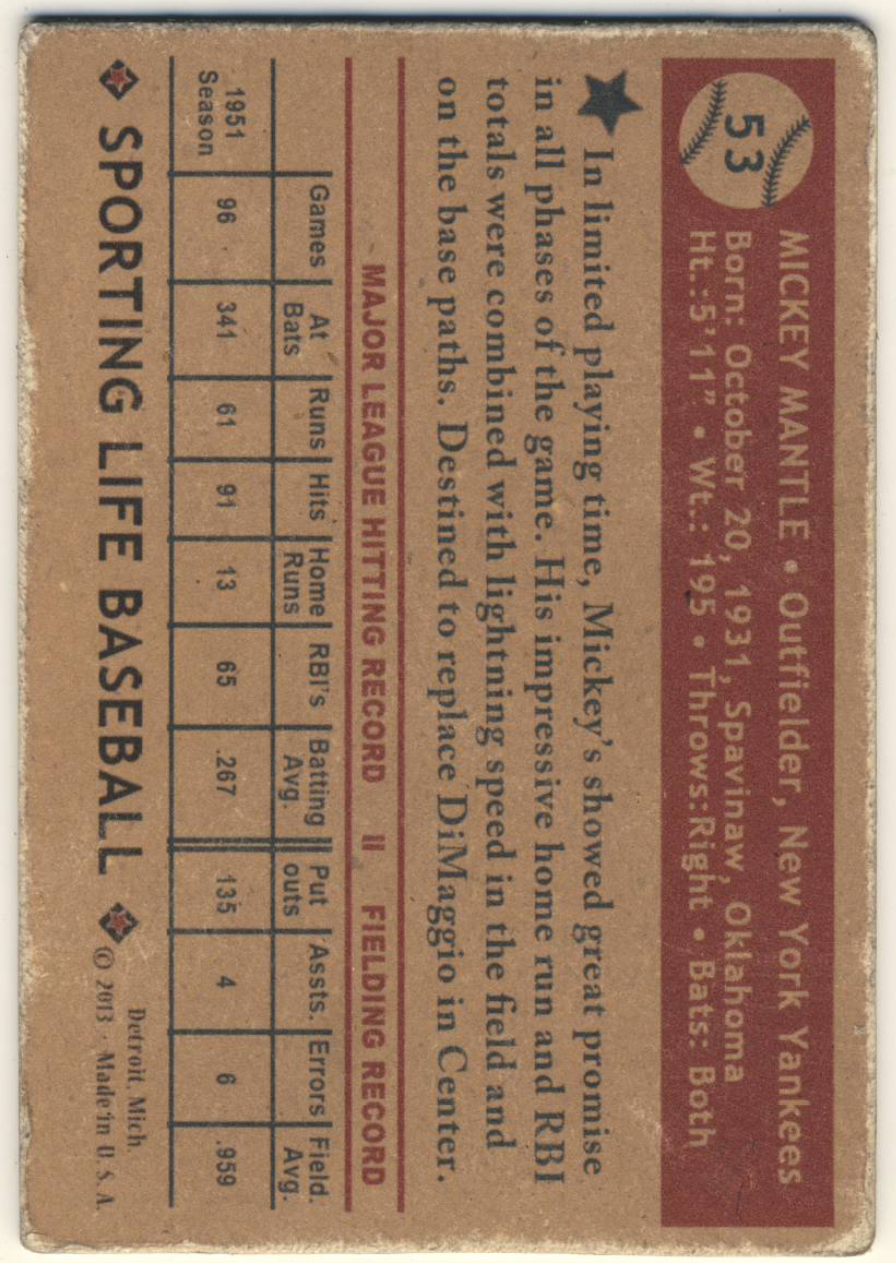 53
MICKEY MANTLE • Outfielder, New York Yankees
Born: October 20, 1931, Spavinaw, Oklahoma
Ht.:5'11” • Wt.: 195 • Throws:Right • Bats: Both
In limited playing time, Mickey's showed great promise
in all phases of the game. His impressive home run and RBI
totals were combined with lightning speed in the field and
on the base paths. Destined to replace DiMaggio in Center.
MAJOR LEAGUE HITTING RECORD || FIELDING RECORD
Games At Bats Runs Hits Home Runs RBI's Batting Avg. Put outs Assts. Errors Field. Avg.
1951 Season 96 341 61 91 13 65 .267 135 4 6 .959
SPORTING LIFE BASEBALL
Detroit, Mich.
© 2013 · Made in U. S. A.